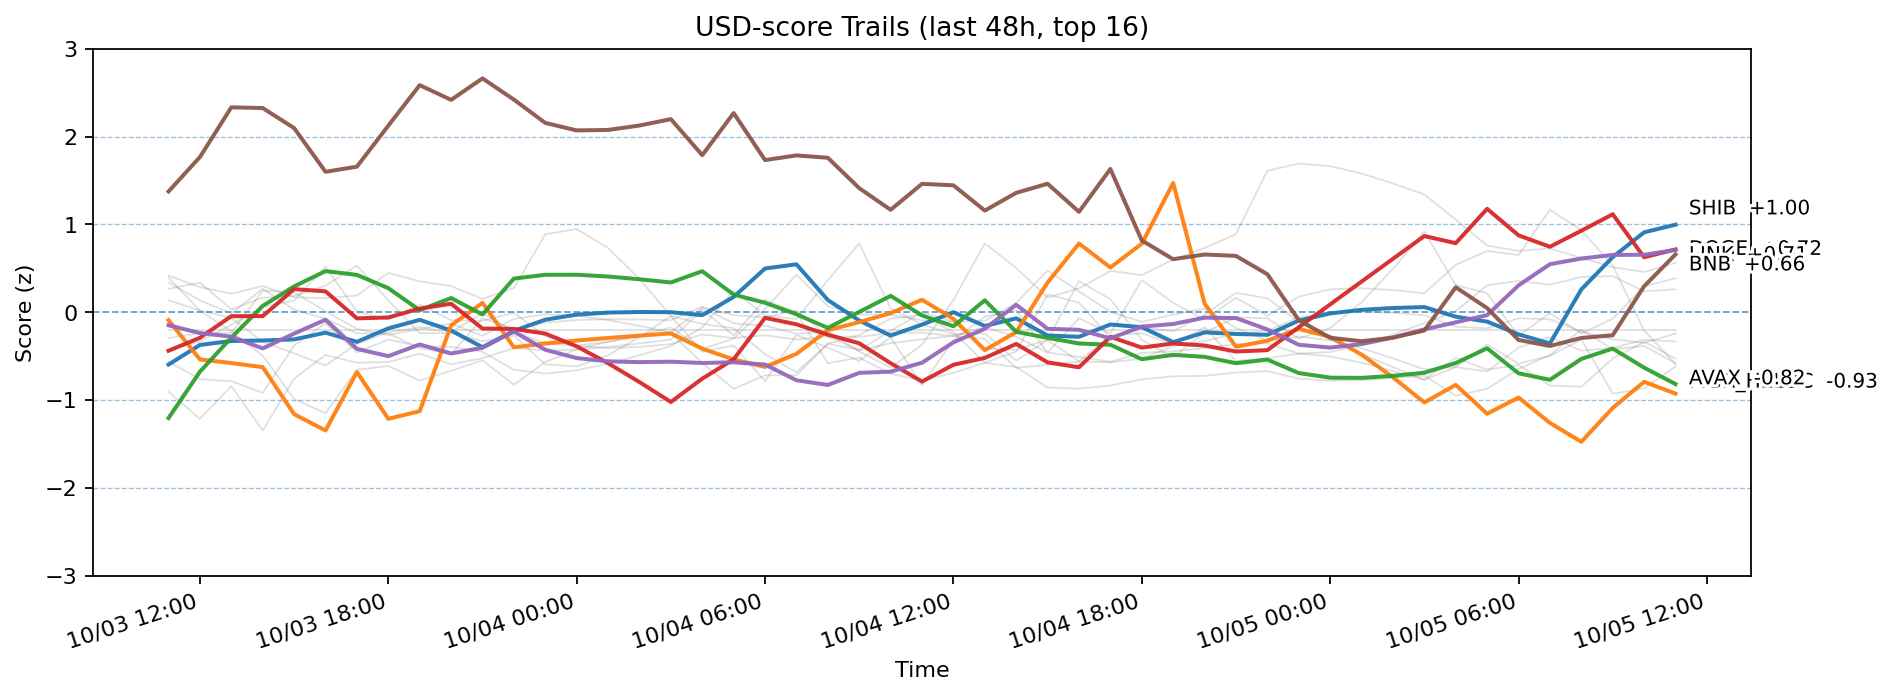 USD-score Trails (last 48h, top 16)
Score (z)
3
2
1
0
−1
−2
−3
SHIB +1.00
BNB +0.66
AVAX -0.82
-0.93
10/03 12:00
10/03 18:00
10/04 00:00
10/04 06:00
10/04 12:00
10/04 18:00
10/05 00:00
10/05 06:00
10/05 12:00
Time